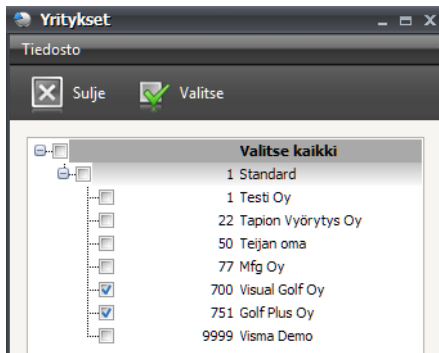 Yritykset
Tiedosto
Sulje Valitse
Valitse kaikki
1 Standard
1 Testi Oy
22 Tapion Vyörytys Oy
50 Teijan oma
77 Mfg Oy
700 Visual Golf Oy
751 Golf Plus Oy
9999 Visma Demo